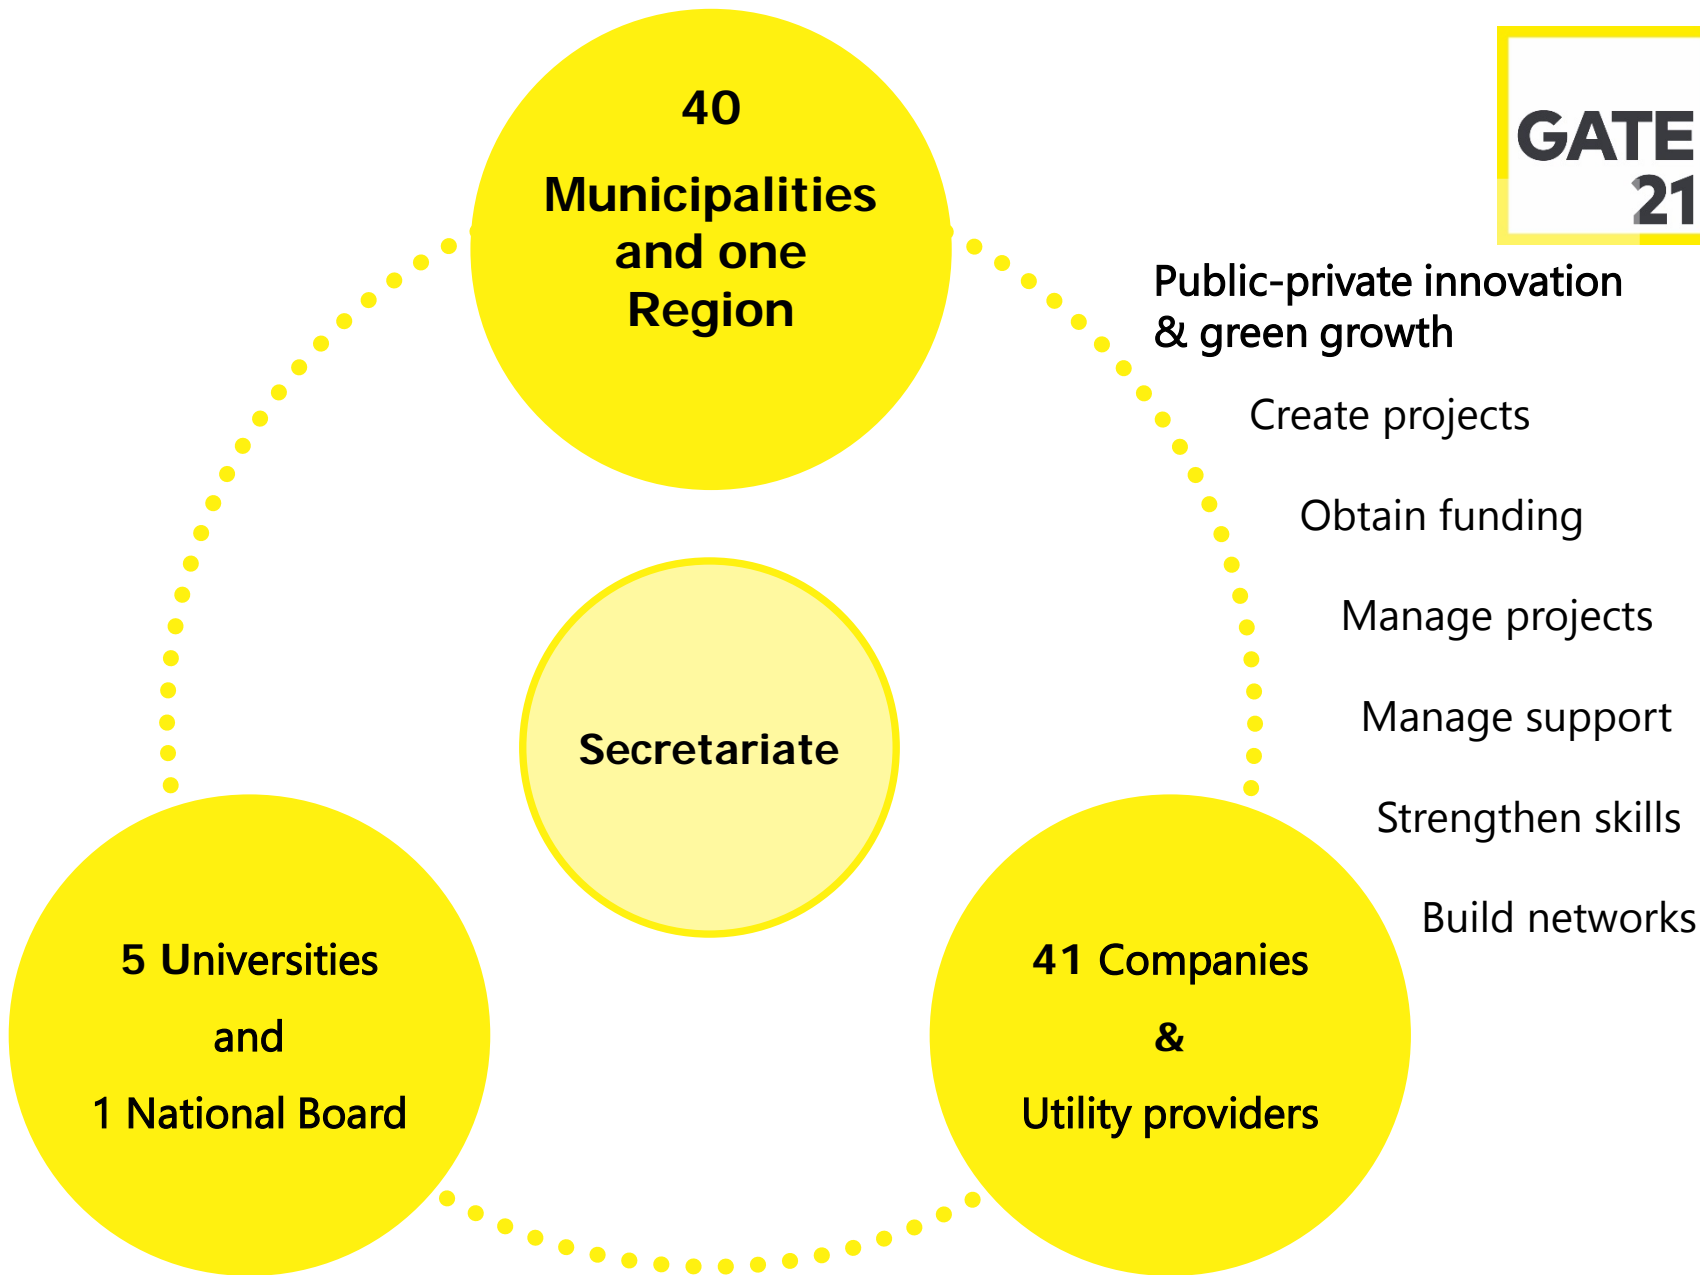 40
Municipalities
and one
Region
GATE
21
Public-private innovation
& green growth
Create projects
Obtain funding
Manage projects
Manage support
Strengthen skills
Build networks
Secretariate
5 Universities
and
1 National Board
41 Companies
&
Utility providers